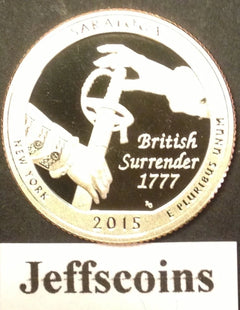 SARATOGA
British
Surrender
1777
NEW YORK
2015
E PLURIBUS UNUM
Jeffscoins